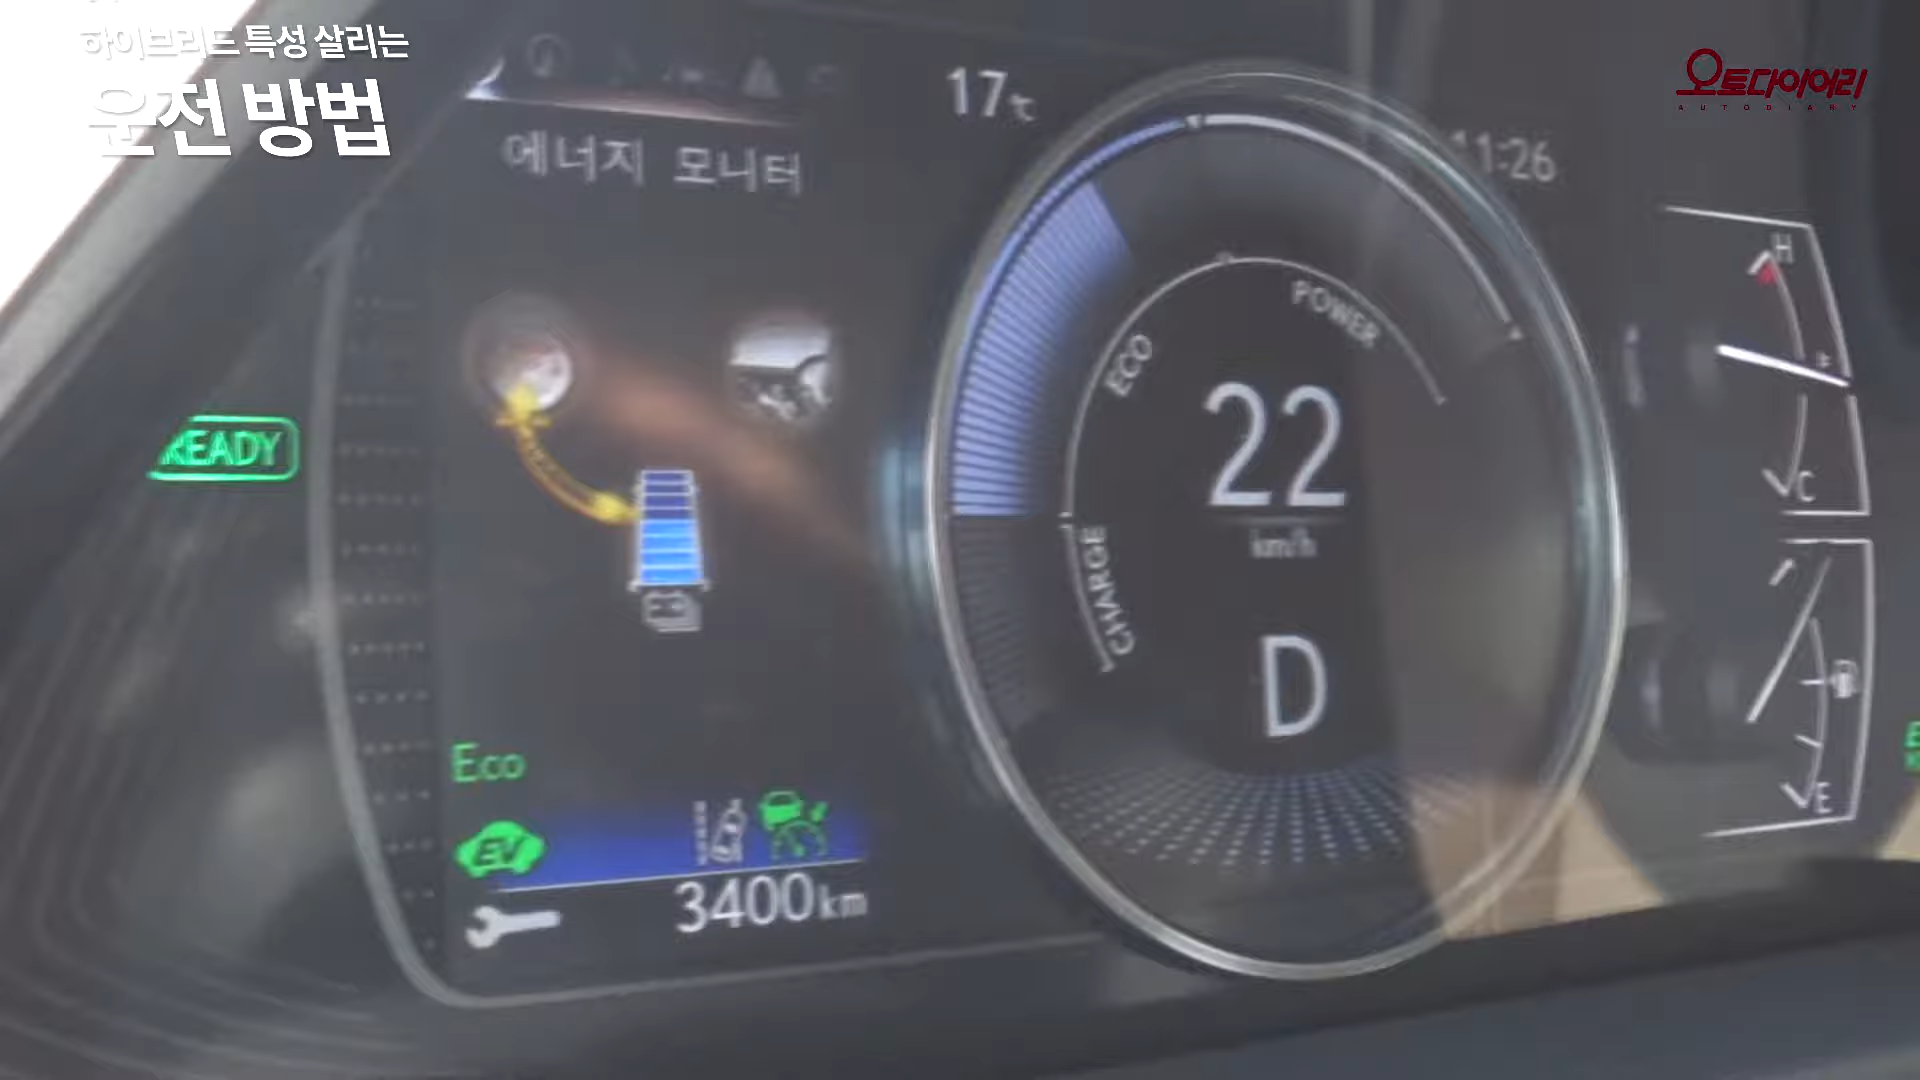 하이브리드 특성 살리는
운전 방법
오토다이어리
AUTODIARY
17℃
11:26
에너지 모니터
READY
ECO
POWER
CHARGE
22
km/h
D
H
C
E
Eco
EV
3400km